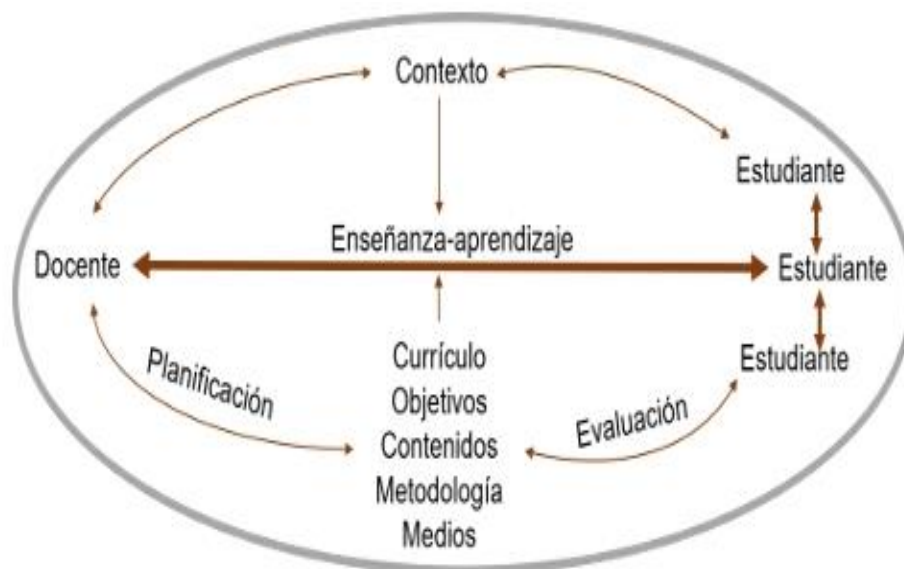 Contexto
Estudiante
Enseñanza-aprendizaje
Docente
Estudiante
Currículo
Estudiante
Planificación
Objetivos
Evaluación
Contenidos
Metodología
Medios